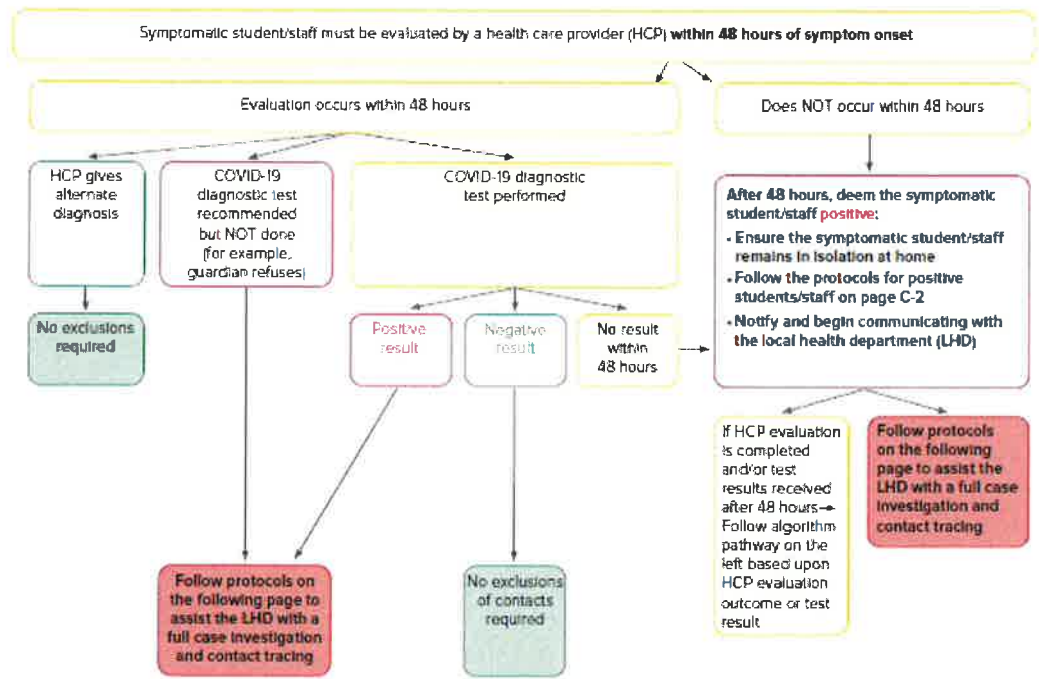 Symptomatic student/staff must be evaluated by a health care provider (HCP) within 48 hours of symptom onset
Evaluation occurs within 48 hours
Does NOT occur within 48 hours
HCP gives
alternate
diagnosis
COVID-19
diagnostic test
recommended
but NOT done
(for example,
guardian refuses)
COVID-19 diagnostic
test performed
After 48 hours, deem the symptomatic
student/staff positive:
• Ensure the symptomatic student/staff
remains in isolation at home
• Follow the protocols for positive
students/staff on page C-2
• Notify and begin communicating with
the local health department (LHD)
No exclusions
required
Positive
result
Negative
result
No result
within
48 hours
If HCP evaluation
is completed
and/or test
results received
after 48 hours→
Follow algorithm
pathway on the
left based upon
HCP evaluation
outcome or test
result
Follow protocols
on the following
page to assist the
LHD with a full case
investigation and
contact tracing
Follow protocols on
the following page to
assist the LHD with a
full case investigation
and contact tracing
No exclusions
of contacts
required